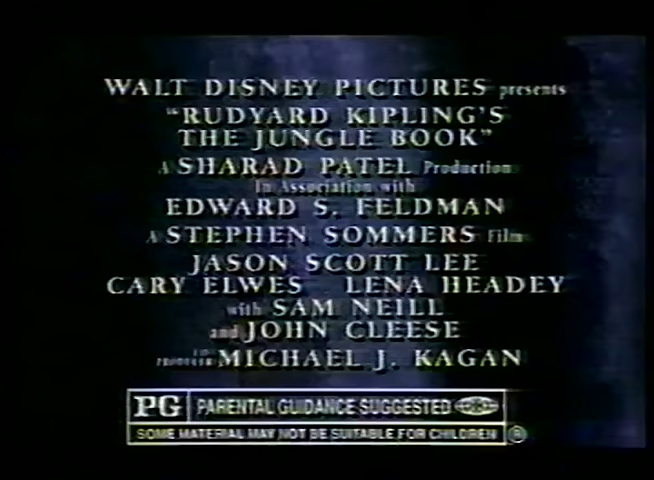 WALT DISNEY PICTURES presents
"RUDYARD KIPLING'S
THE JUNGLE BOOK"
A SHARAD PATEL Production
In Association with
EDWARD S. FELDMAN
A STEPHEN SOMMERS Film
JASON SCOTT LEE
CARY ELWES LENA HEADEY
with SAM NEILL
and JOHN CLEESE
CO-PRODUCER MICHAEL J. KAGAN
PG PARENTAL GUIDANCE SUGGESTED
SOME MATERIAL MAY NOT BE SUITABLE FOR CHILDREN ®